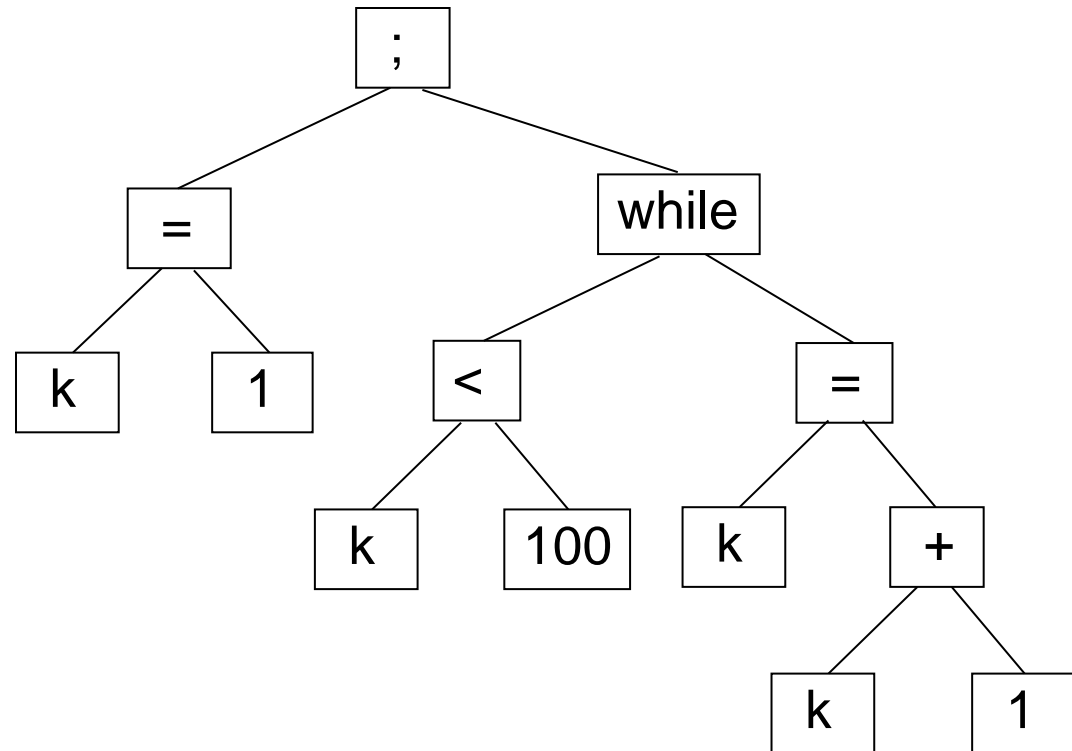 ;
=
while
k
1
<
=
k
100
k
+
k
1